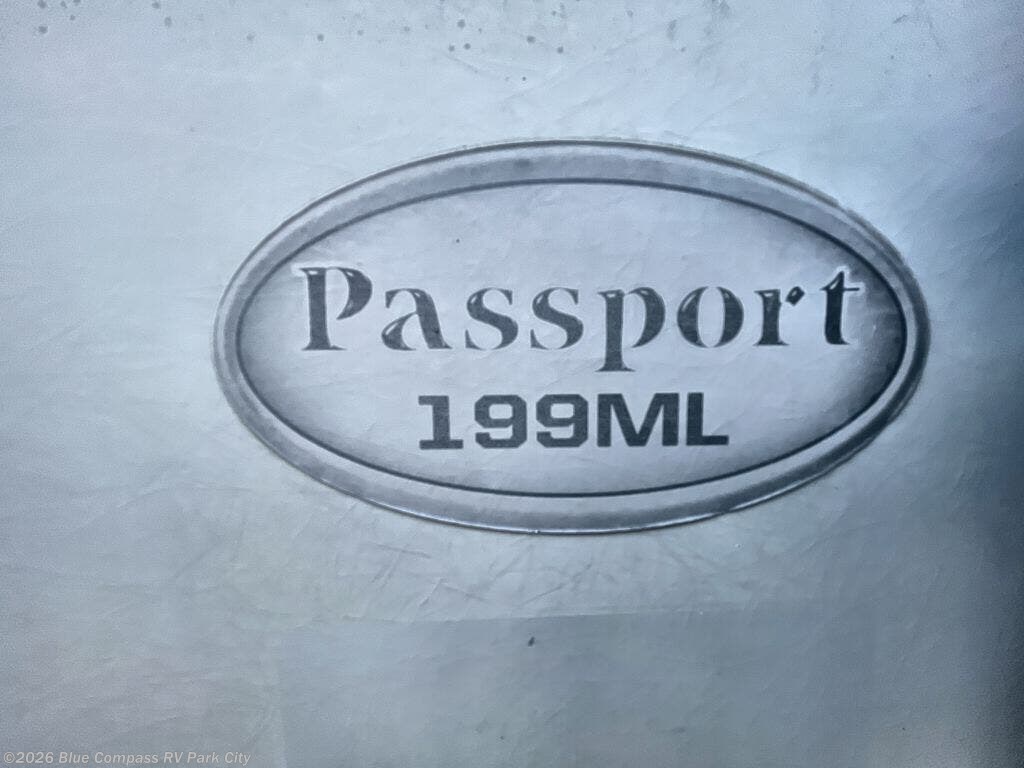 Passport
199ML
©2026 Blue Compass RV Park City